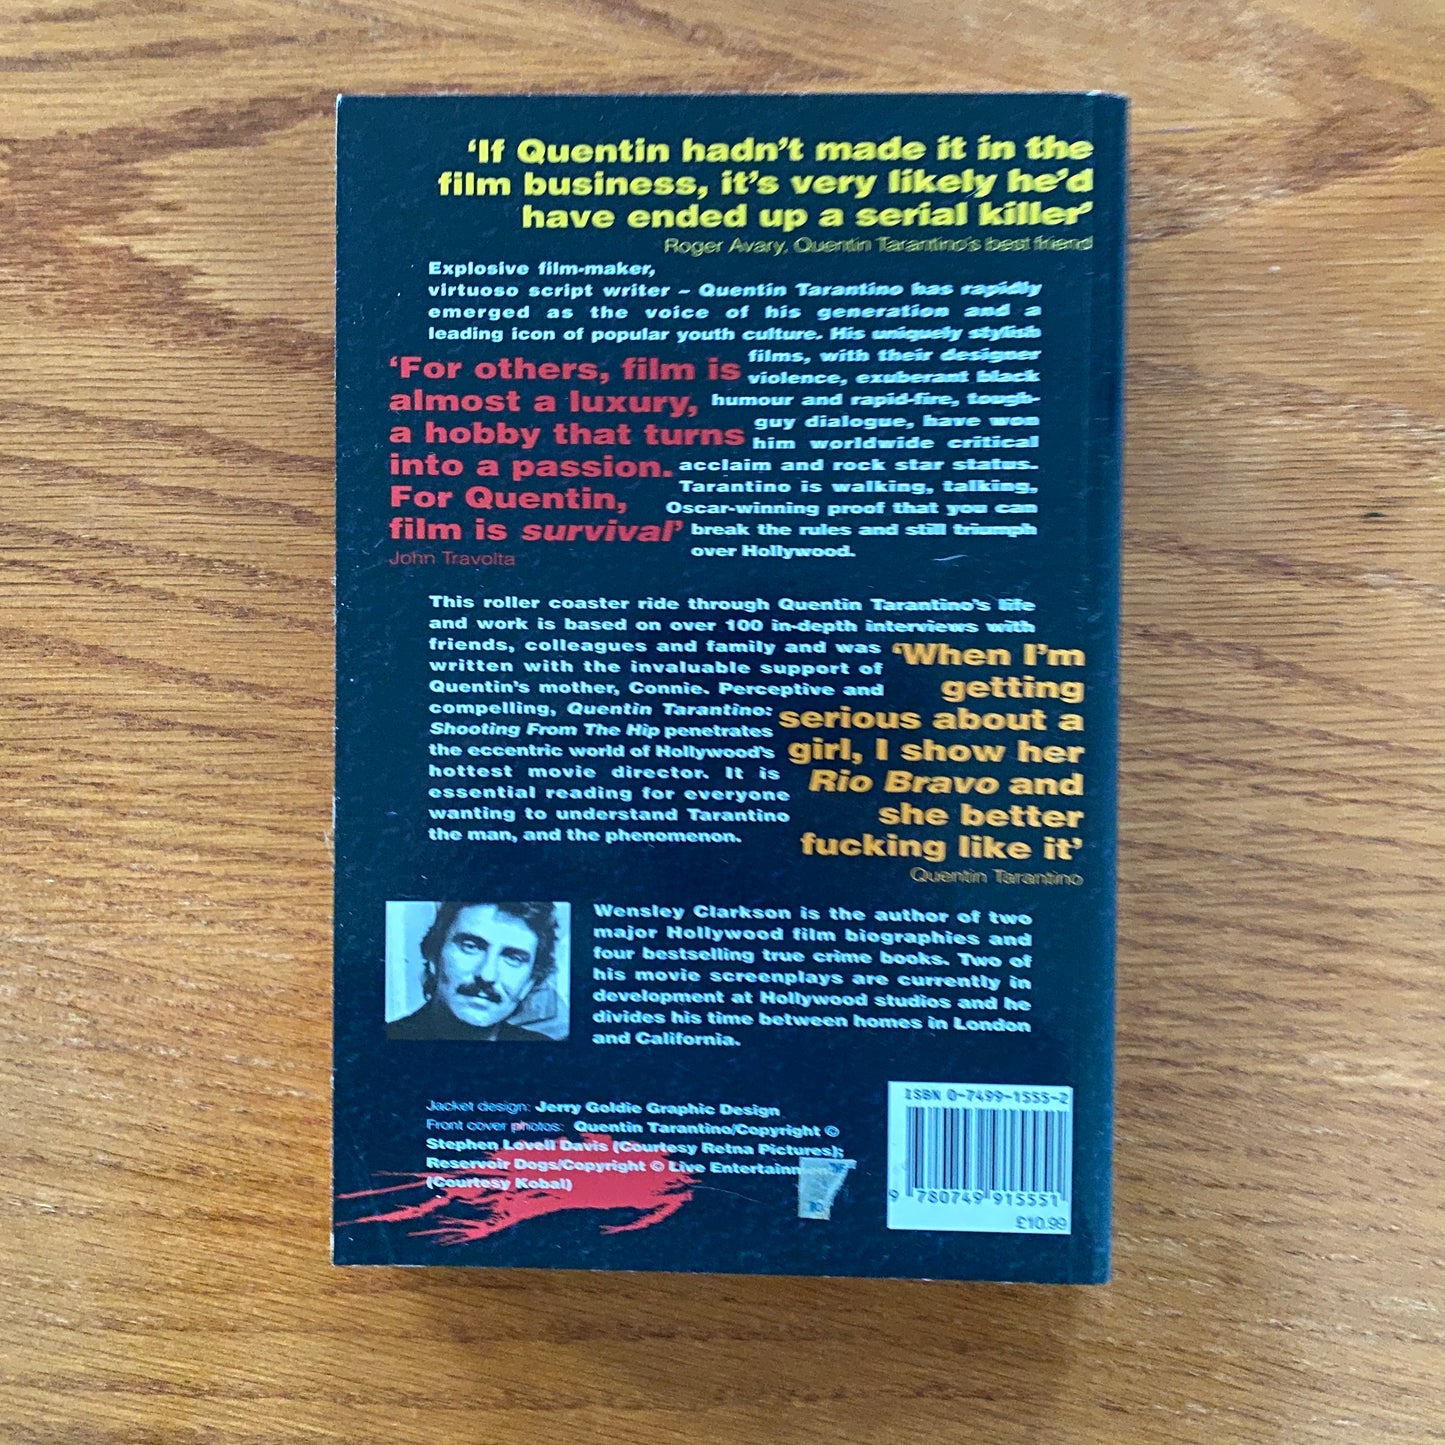 ‘If Quentin hadn’t made it in the
film business, it’s very likely he’d
have ended up a serial killer’
Roger Avary, Quentin Tarantino’s best friend
Explosive film-maker,
virtuoso script writer – Quentin Tarantino has rapidly
emerged as the voice of his generation and a
leading icon of popular youth culture. His uniquely stylish
films, with their designer
violence, exuberant black
humour and rapid-fire, tough-
guy dialogue, have won
him worldwide critical
acclaim and rock star status.
Tarantino is walking, talking,
Oscar-winning proof that you can
break the rules and still triumph
over Hollywood.
‘For others, film is
almost a luxury,
a hobby that turns
into a passion.
For Quentin,
film is survival’
John Travolta
This roller coaster ride through Quentin Tarantino’s life
and work is based on over 100 in-depth interviews with
friends, colleagues and family and was
written with the invaluable support of
Quentin’s mother, Connie. Perceptive and
compelling, Quentin Tarantino:
Shooting From The Hip penetrates
the eccentric world of Hollywood’s
hottest movie director. It is
essential reading for everyone
wanting to understand Tarantino
the man, and the phenomenon.
‘When I’m
getting
serious about a
girl, I show her
Rio Bravo and
she better
fucking like it’
Quentin Tarantino
Wensley Clarkson is the author of two
major Hollywood film biographies and
four bestselling true crime books. Two of
his movie screenplays are currently in
development at Hollywood studios and he
divides his time between homes in London
and California.
Jacket design: Jerry Goldie Graphic Design
Front cover photos: Quentin Tarantino/Copyright ©
Stephen Lovell Davis (Courtesy Retna Pictures);
Reservoir Dogs/Copyright © Live Entertainment
(Courtesy Kobal)
ISBN 0-7499-1555-2
9 780749 915551
£10.99